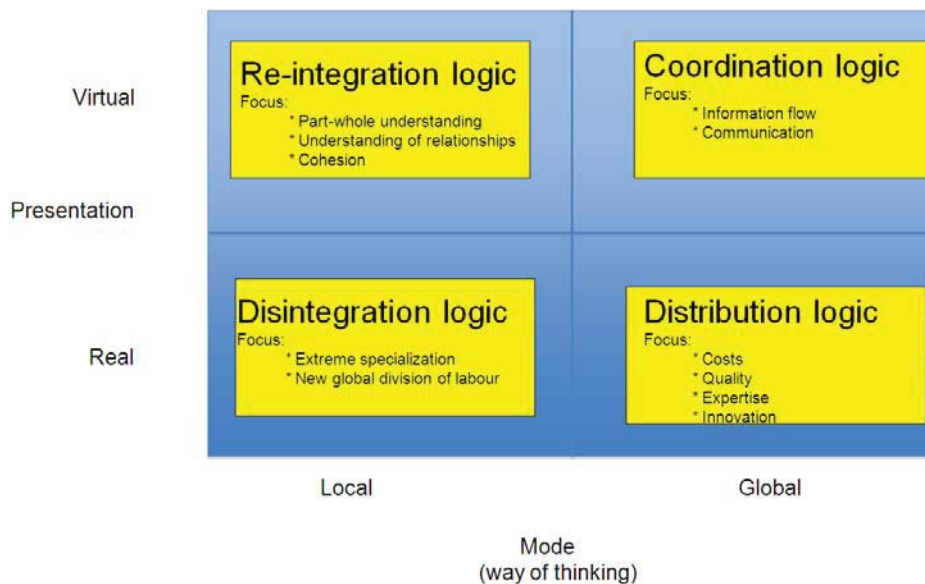 Virtual
Presentation
Real
Re-integration logic
Focus:
* Part-whole understanding
* Understanding of relationships
* Cohesion
Coordination logic
Focus:
* Information flow
* Communication
Disintegration logic
Focus:
* Extreme specialization
* New global division of labour
Distribution logic
Focus:
* Costs
* Quality
* Expertise
* Innovation
Local
Global
Mode
(way of thinking)